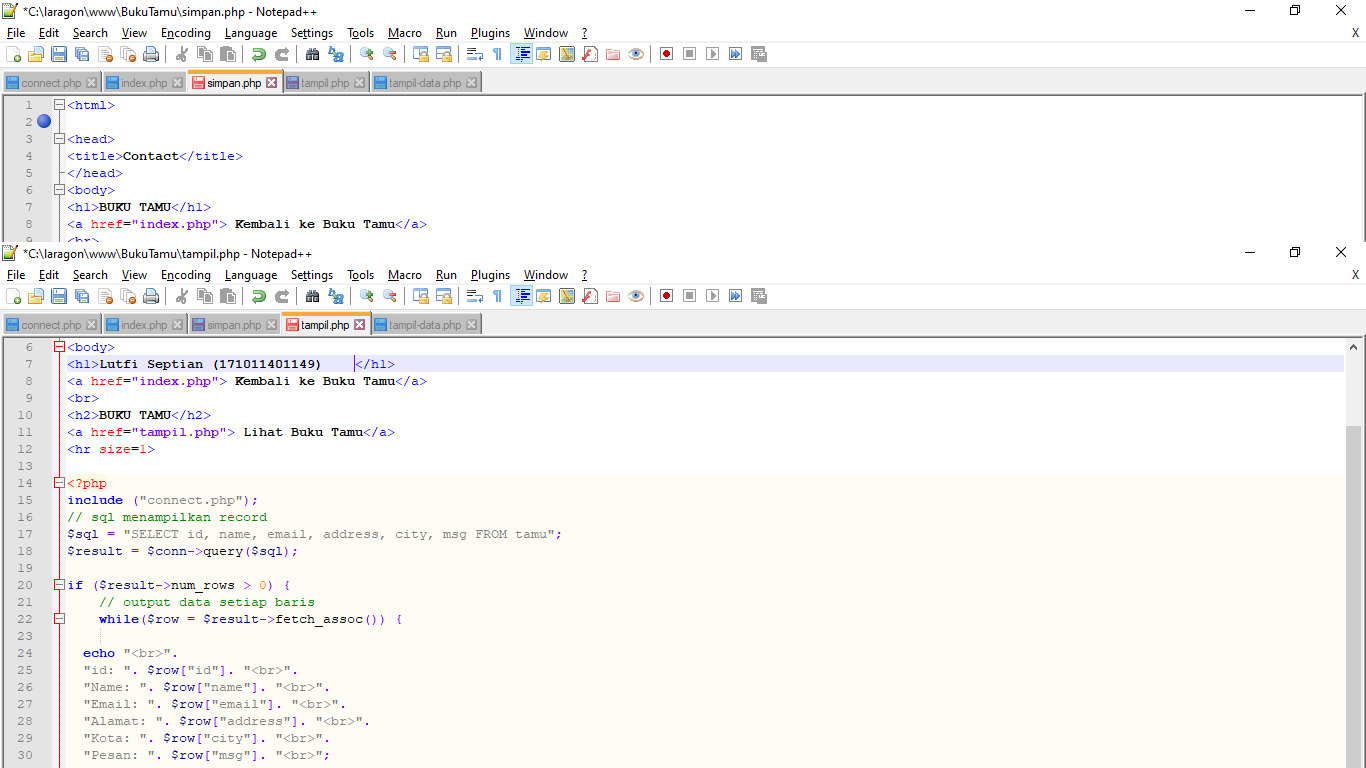 *C:\laragon\www\BukuTamu\simpan.php - Notepad++
File Edit Search View Encoding Language Settings Tools Macro Run Plugins Window ? X
connect.php index.php simpan.php tampil.php tampil-data.php
1 <html>
2
3 <head>
4 <title>Contact</title>
5 </head>
6 <body>
7 <h1>BUKU TAMU</h1>
8 <a href="index.php"> Kembali ke Buku Tamu</a>
9 <br>
*C:\laragon\www\BukuTamu\tampil.php - Notepad++
File Edit Search View Encoding Language Settings Tools Macro Run Plugins Window ? X
connect.php index.php simpan.php tampil.php tampil-data.php
6 <body>
7 <h1>Lutfi Septian (171011401149)    </h1>
8 <a href="index.php"> Kembali ke Buku Tamu</a>
9 <br>
10 <h2>BUKU TAMU</h2>
11 <a href="tampil.php"> Lihat Buku Tamu</a>
12 <hr size=1>
13
14 <?php
15 include ("connect.php");
16 // sql menampilkan record
17 $sql = "SELECT id, name, email, address, city, msg FROM tamu";
18 $result = $conn->query($sql);
19
20 if ($result->num_rows > 0) {
21     // output data setiap baris
22     while($row = $result->fetch_assoc()) {
23
24   echo "<br>".
25   "id: ". $row["id"]. "<br>".
26   "Name: ". $row["name"]. "<br>".
27   "Email: ". $row["email"]. "<br>".
28   "Alamat: ". $row["address"]. "<br>".
29   "Kota: ". $row["city"]. "<br>".
30   "Pesan: ". $row["msg"]. "<br>";